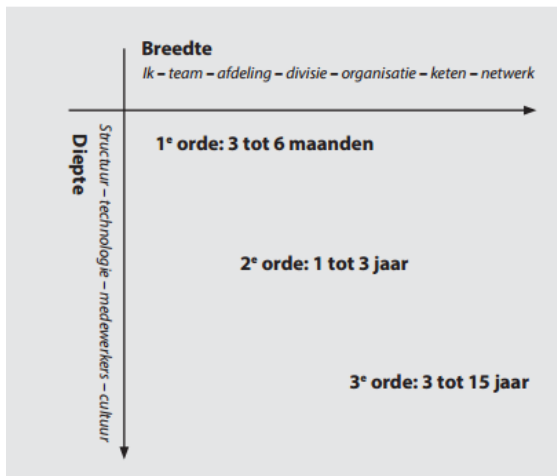 Breedte
Ik – team – afdeling – divisie – organisatie – keten – netwerk
Diepte
Structuur – technologie – medewerkers – cultuur
1e orde: 3 tot 6 maanden
2e orde: 1 tot 3 jaar
3e orde: 3 tot 15 jaar